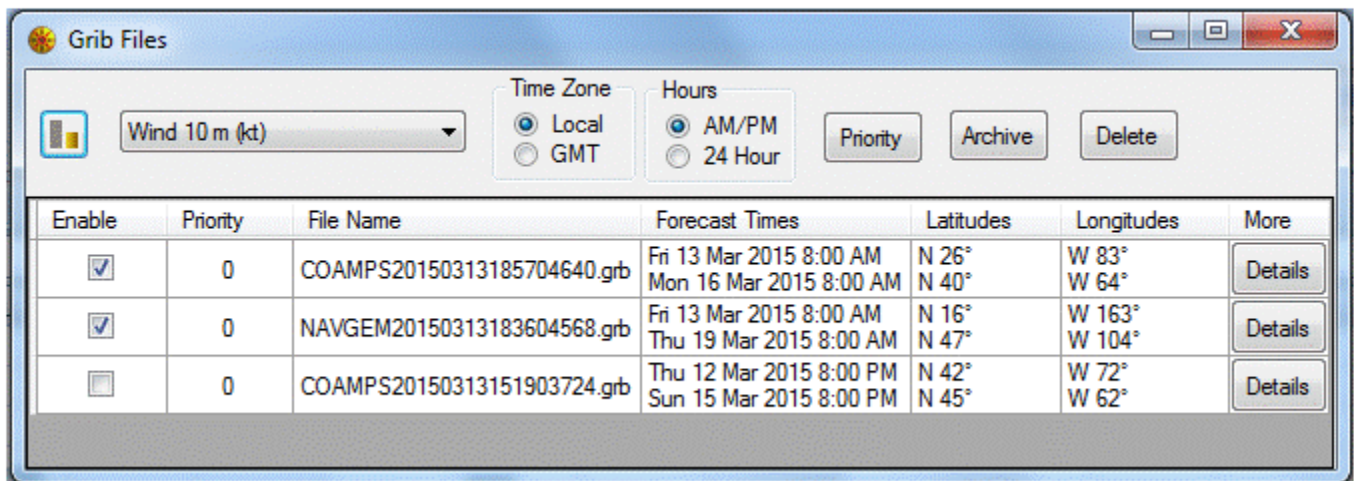 Grib Files
Time Zone Hours
Wind 10 m (kt) Local AM/PM Priority Archive Delete
GMT 24 Hour
Enable Priority File Name Forecast Times Latitudes Longitudes More
0 COAMPS20150313185704640.grb Fri 13 Mar 2015 8:00 AM N 26° W 83° Details
Mon 16 Mar 2015 8:00 AM N 40° W 64°
0 NAVGEM20150313183604568.grb Fri 13 Mar 2015 8:00 AM N 16° W 163° Details
Thu 19 Mar 2015 8:00 AM N 47° W 104°
0 COAMPS20150313151903724.grb Thu 12 Mar 2015 8:00 PM N 42° W 72° Details
Sun 15 Mar 2015 8:00 PM N 45° W 62°